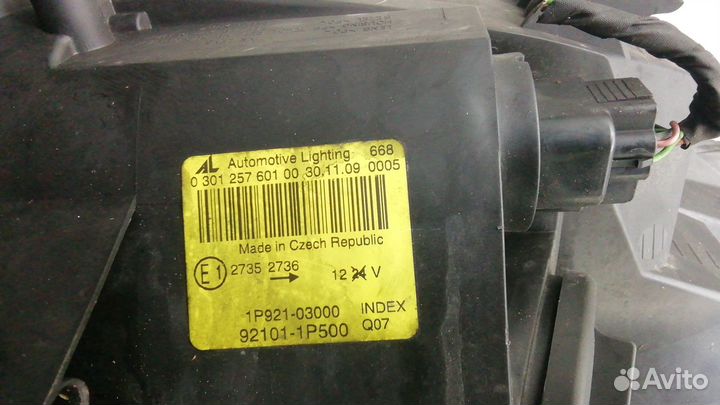 AL Automotive Lighting 668
0 301 257 601 00 30.11.09 0005
Made in Czech Republic
E1 2735 2736 → 12 24 V
1P921-03000 INDEX
92101-1P500 Q07
Avito